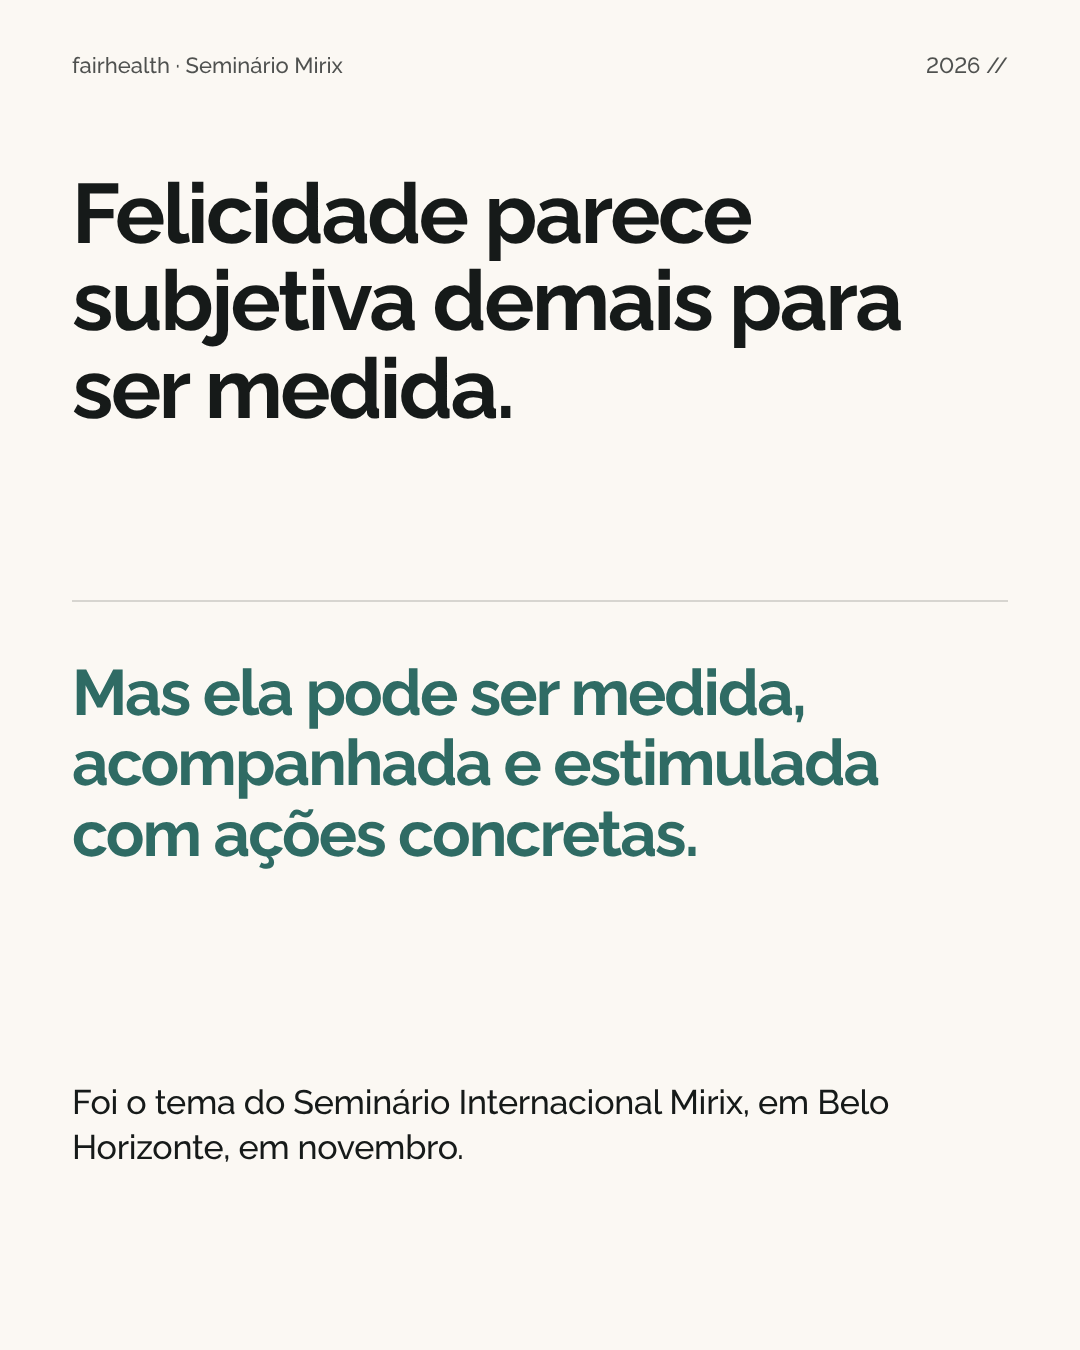 fairhealth · Seminário Mirix
2026 //
Felicidade parece
subjetiva demais para
ser medida.
Mas ela pode ser medida,
acompanhada e estimulada
com ações concretas.
Foi o tema do Seminário Internacional Mirix, em Belo
Horizonte, em novembro.